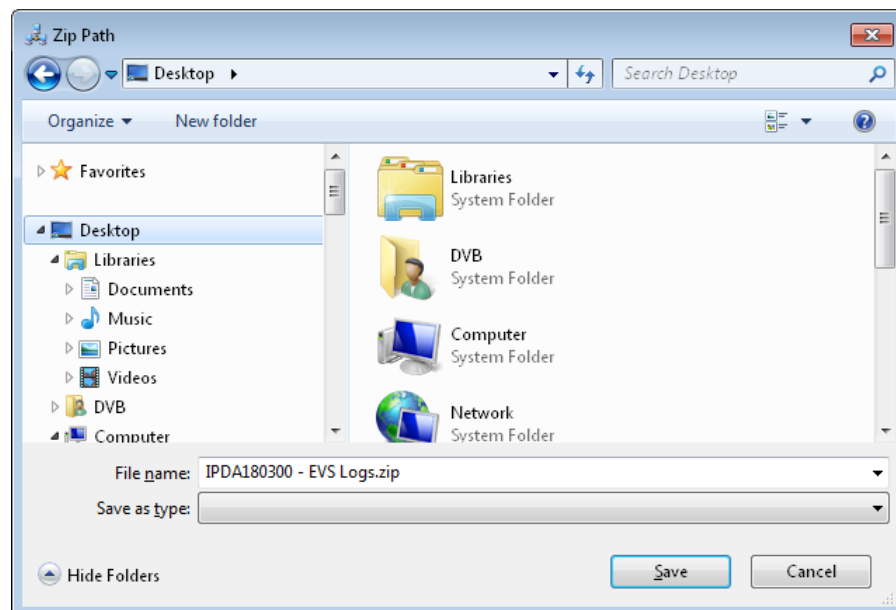 Zip Path
Desktop
Search Desktop
Organize
New folder
Favorites
Desktop
Libraries
Documents
Music
Pictures
Videos
DVB
Computer
Libraries
System Folder
DVB
System Folder
Computer
System Folder
Network
System Folder
File name: IPDA180300 - EVS Logs.zip
Save as type:
Hide Folders
Save
Cancel